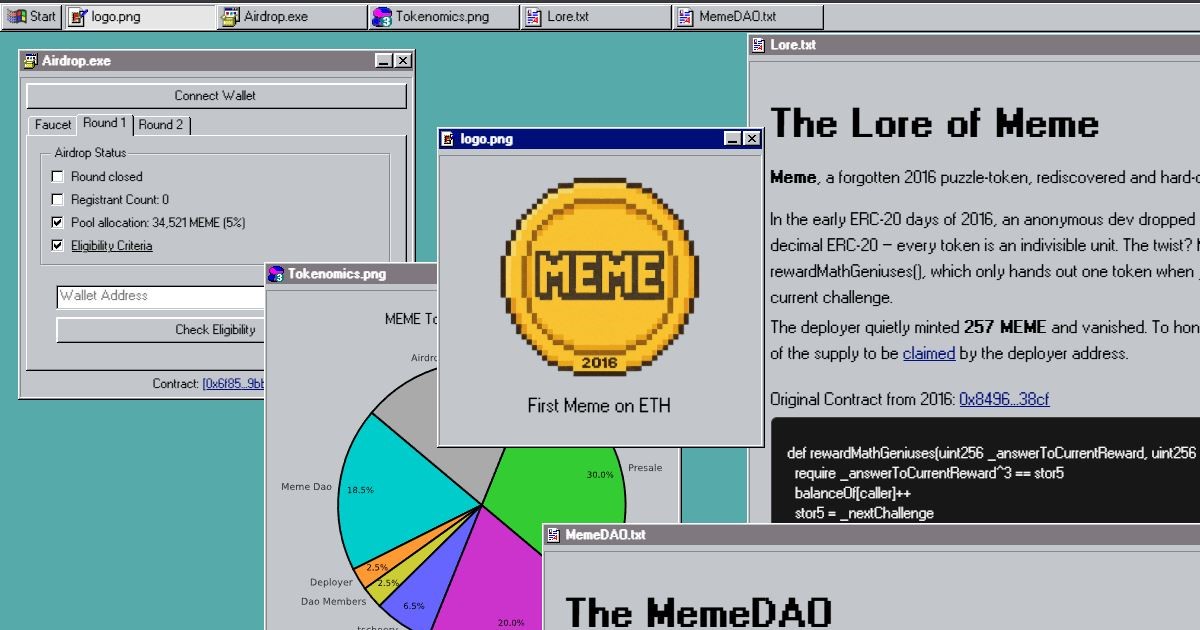 Start
logo.png
Airdrop.exe
Tokenomics.png
Lore.txt
MemeDAO.txt
Airdrop.exe
Connect Wallet
Faucet
Round 1
Round 2
Airdrop Status
Round closed
Registrant Count: 0
Pool allocation: 34,521 MEME (5%)
Eligibility Criteria
Wallet Address
Check Eligibility
Contract: [0x6f85...9bb
Tokenomics.png
MEME To
Airdro
30.0%
Presale
Meme Dao
18.5%
2.5%
Deployer
2.5%
Dao Members
6.5%
20.0%
logo.png
MEME
2016
First Meme on ETH
Lore.txt
The Lore of Meme
Meme, a forgotten 2016 puzzle-token, rediscovered and hard-c
In the early ERC-20 days of 2016, an anonymous dev dropped
decimal ERC-20 – every token is an indivisible unit. The twist?
rewardMathGeniuses(), which only hands out one token when
current challenge.
The deployer quietly minted 257 MEME and vanished. To hon
of the supply to be claimed by the deployer address.
Original Contract from 2016: 0x8496...38cf
def rewardMathGeniuses(uint256 _answerToCurrentReward, uint256
require _answerToCurrentReward^3 == stor5
balanceOf[caller]++
stor5 = _nextChallenge
MemeDAO.txt
The MemeDAO